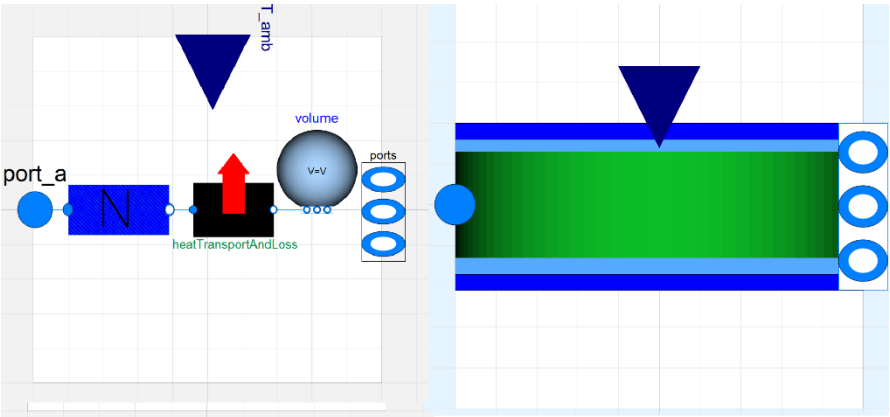 T_amb
volume
V=V
ports
port_a
N
heatTransportAndLoss